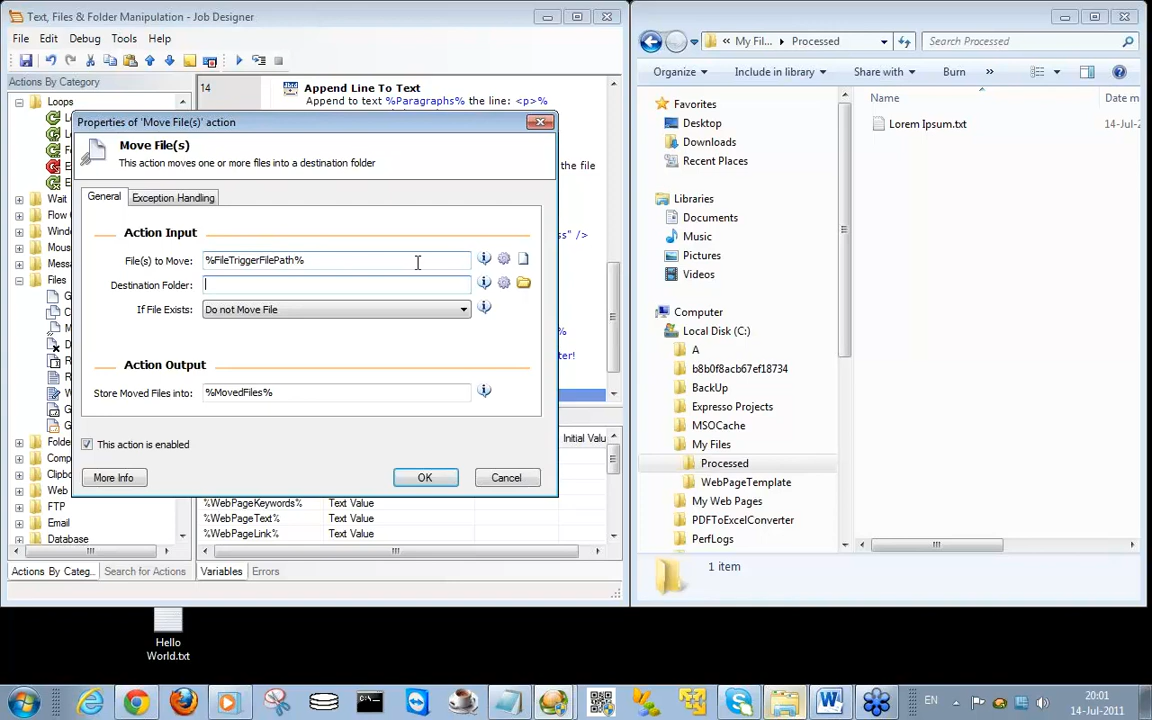 Text, Files & Folder Manipulation - Job Designer
File Edit Debug Tools Help
Actions By Category
Loops
Wait
Flow
Files
Email
FTP
Database
14
Append Line To Text
Append to text %Paragraphs% the line: <p>%
the file
ss" />
%
ter!
Properties of 'Move File(s)' action
Move File(s)
This action moves one or more files into a destination folder
General Exception Handling
Action Input
File(s) to Move: %FileTriggerFilePath%
Destination Folder:
If File Exists: Do not Move File
Action Output
Store Moved Files into: %MovedFiles%
This action is enabled
More Info OK Cancel
Initial Valu
%WebPageKeywords% Text Value
%WebPageText% Text Value
%WebPageLink% Text Value
Actions By Categ... Search for Actions Variables Errors
My Fil... Processed
Search Processed
Organize Include in library Share with Burn »
Favorites
Desktop
Downloads
Recent Places
Libraries
Documents
Music
Pictures
Videos
Computer
Local Disk (C:)
A
b8b0f8acb67ef18734
BackUp
Expresso Projects
MSOCache
My Files
Processed
WebPageTemplate
My Web Pages
PDFToExcelConverter
PerfLogs
Name Date m
Lorem Ipsum.txt 14-Jul-2
1 item
Hello
World.txt
EN
20:01
14-Jul-2011